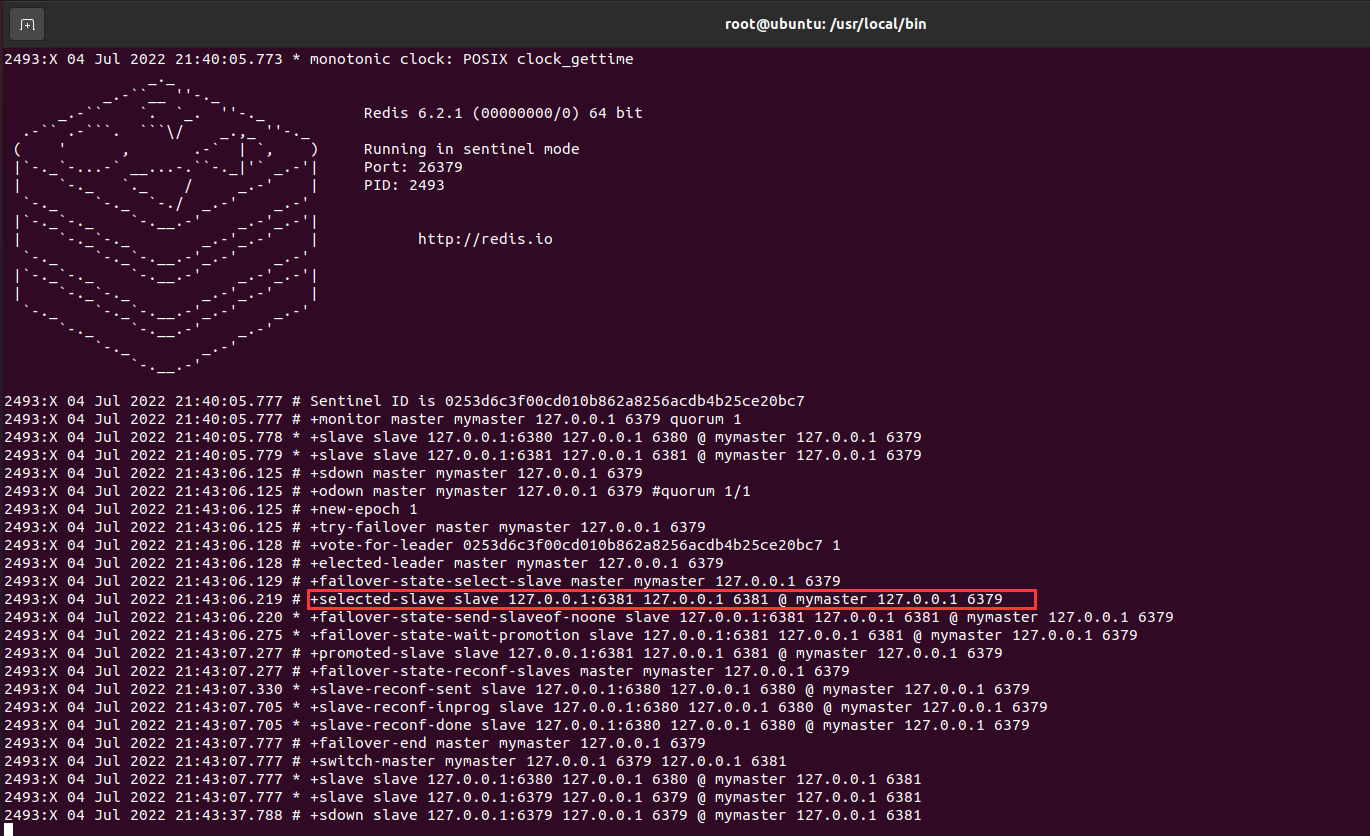 root@ubuntu: /usr/local/bin
2493:X 04 Jul 2022 21:40:05.773 * monotonic clock: POSIX clock_gettime
Redis 6.2.1 (00000000/0) 64 bit
Running in sentinel mode
Port: 26379
PID: 2493
http://redis.io
2493:X 04 Jul 2022 21:40:05.777 # Sentinel ID is 0253d6c3f00cd010b862a8256acdb4b25ce20bc7
2493:X 04 Jul 2022 21:40:05.777 # +monitor master mymaster 127.0.0.1 6379 quorum 1
2493:X 04 Jul 2022 21:40:05.778 * +slave slave 127.0.0.1:6380 127.0.0.1 6380 @ mymaster 127.0.0.1 6379
2493:X 04 Jul 2022 21:40:05.779 * +slave slave 127.0.0.1:6381 127.0.0.1 6381 @ mymaster 127.0.0.1 6379
2493:X 04 Jul 2022 21:43:06.125 # +sdown master mymaster 127.0.0.1 6379
2493:X 04 Jul 2022 21:43:06.125 # +odown master mymaster 127.0.0.1 6379 #quorum 1/1
2493:X 04 Jul 2022 21:43:06.125 # +new-epoch 1
2493:X 04 Jul 2022 21:43:06.125 # +try-failover master mymaster 127.0.0.1 6379
2493:X 04 Jul 2022 21:43:06.128 # +vote-for-leader 0253d6c3f00cd010b862a8256acdb4b25ce20bc7 1
2493:X 04 Jul 2022 21:43:06.128 # +elected-leader master mymaster 127.0.0.1 6379
2493:X 04 Jul 2022 21:43:06.129 # +failover-state-select-slave master mymaster 127.0.0.1 6379
2493:X 04 Jul 2022 21:43:06.219 # +selected-slave slave 127.0.0.1:6381 127.0.0.1 6381 @ mymaster 127.0.0.1 6379
2493:X 04 Jul 2022 21:43:06.220 * +failover-state-send-slaveof-noone slave 127.0.0.1:6381 127.0.0.1 6381 @ mymaster 127.0.0.1 6379
2493:X 04 Jul 2022 21:43:06.275 * +failover-state-wait-promotion slave 127.0.0.1:6381 127.0.0.1 6381 @ mymaster 127.0.0.1 6379
2493:X 04 Jul 2022 21:43:07.277 # +promoted-slave slave 127.0.0.1:6381 127.0.0.1 6381 @ mymaster 127.0.0.1 6379
2493:X 04 Jul 2022 21:43:07.277 # +failover-state-reconf-slaves master mymaster 127.0.0.1 6379
2493:X 04 Jul 2022 21:43:07.330 * +slave-reconf-sent slave 127.0.0.1:6380 127.0.0.1 6380 @ mymaster 127.0.0.1 6379
2493:X 04 Jul 2022 21:43:07.705 * +slave-reconf-inprog slave 127.0.0.1:6380 127.0.0.1 6380 @ mymaster 127.0.0.1 6379
2493:X 04 Jul 2022 21:43:07.705 * +slave-reconf-done slave 127.0.0.1:6380 127.0.0.1 6380 @ mymaster 127.0.0.1 6379
2493:X 04 Jul 2022 21:43:07.777 # +failover-end master mymaster 127.0.0.1 6379
2493:X 04 Jul 2022 21:43:07.777 # +switch-master mymaster 127.0.0.1 6379 127.0.0.1 6381
2493:X 04 Jul 2022 21:43:07.777 * +slave slave 127.0.0.1:6380 127.0.0.1 6380 @ mymaster 127.0.0.1 6381
2493:X 04 Jul 2022 21:43:07.777 * +slave slave 127.0.0.1:6379 127.0.0.1 6379 @ mymaster 127.0.0.1 6381
2493:X 04 Jul 2022 21:43:37.788 # +sdown slave 127.0.0.1:6379 127.0.0.1 6379 @ mymaster 127.0.0.1 6381